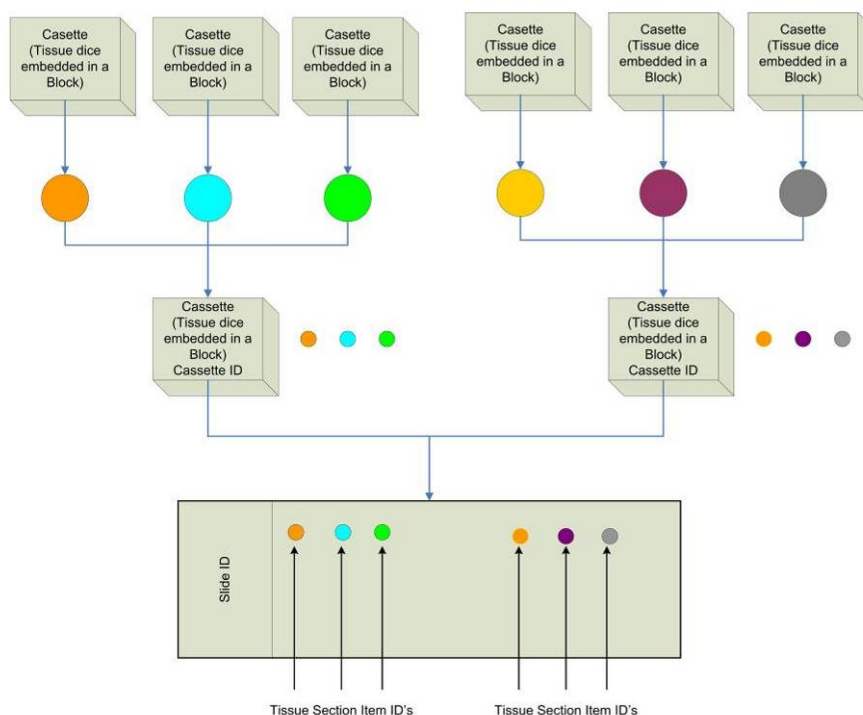 Casette
(Tissue dice
embedded in a
Block)
Casette
(Tissue dice
embedded in a
Block)
Casette
(Tissue dice
embedded in a
Block)
Casette
(Tissue dice
embedded in a
Block)
Casette
(Tissue dice
embedded in a
Block)
Casette
(Tissue dice
embedded in a
Block)
Cassette
(Tissue dice
embedded in a
Block)
Cassette ID
Cassette
(Tissue dice
embedded in a
Block)
Cassette ID
Slide ID
Tissue Section Item ID's
Tissue Section Item ID's